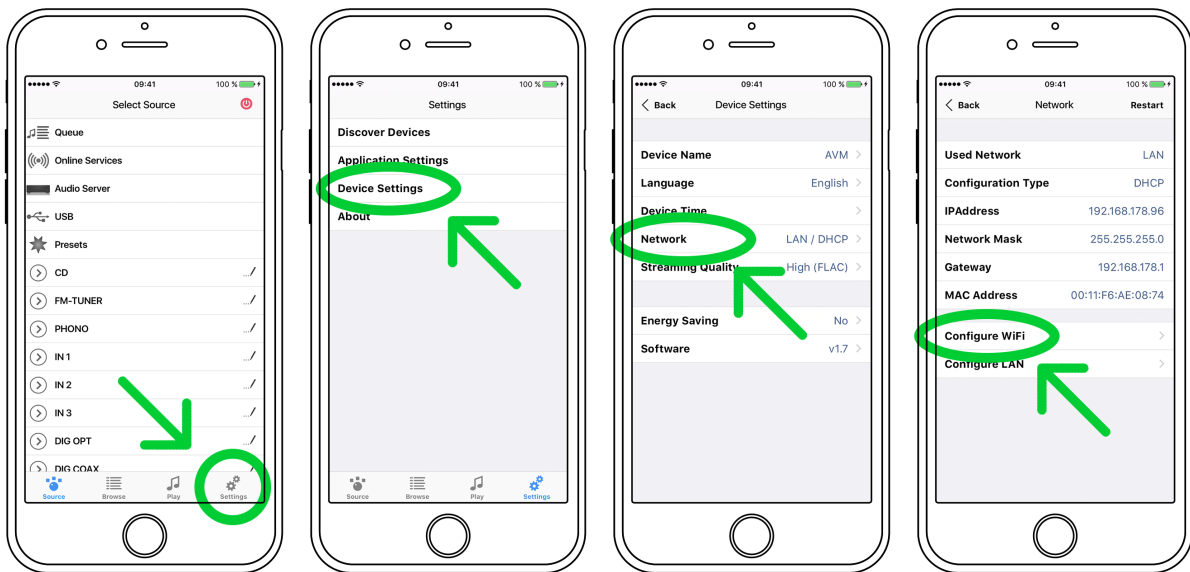 09:41
100 %
Select Source
Queue
Online Services
Audio Server
USB
Presets
CD .../
FM-TUNER .../
PHONO .../
IN 1 .../
IN 2 .../
IN 3 .../
DIG OPT .../
DIG COAX .../
Source Browse Play Settings
09:41
100 %
Settings
Discover Devices
Application Settings
Device Settings
About
Source Browse Play Settings
09:41
100 %
Back Device Settings
Device Name AVM
Language English
Device Time
Network LAN / DHCP
Streaming Quality High (FLAC)
Energy Saving No
Software v1.7
09:41
100 %
Back Network Restart
Used Network LAN
Configuration Type DHCP
IPAddress 192.168.178.96
Network Mask 255.255.255.0
Gateway 192.168.178.1
MAC Address 00:11:F6:AE:08:74
Configure WiFi
Configure LAN